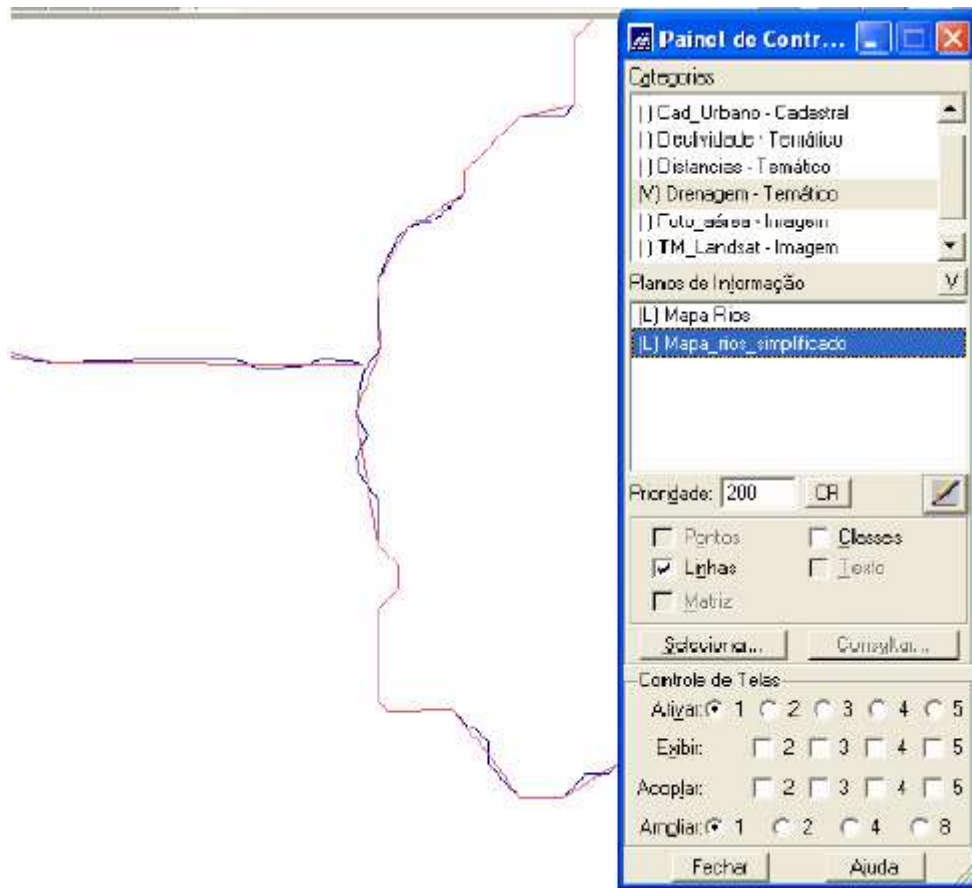 Painel de Contr...
Categorias
( ) Cad_Urbano - Cadastral
( ) Declividade - Temático
( ) Distancias - Temático
(V) Drenagem - Temático
( ) Foto_aérea - Imagem
( ) TM_Landsat - Imagem
Planos de Informação V
(L) Mapa Rios
(L) Mapa_rios_simplificado
Prioridade: 200 CR
Pontos Classes
Linhas Texto
Matriz
Selecionar... Consultar...
Controle de Telas
Ativar: 1 2 3 4 5
Exibir: 2 3 4 5
Acoplar: 2 3 4 5
Ampliar: 1 2 4 8
Fechar Ajuda